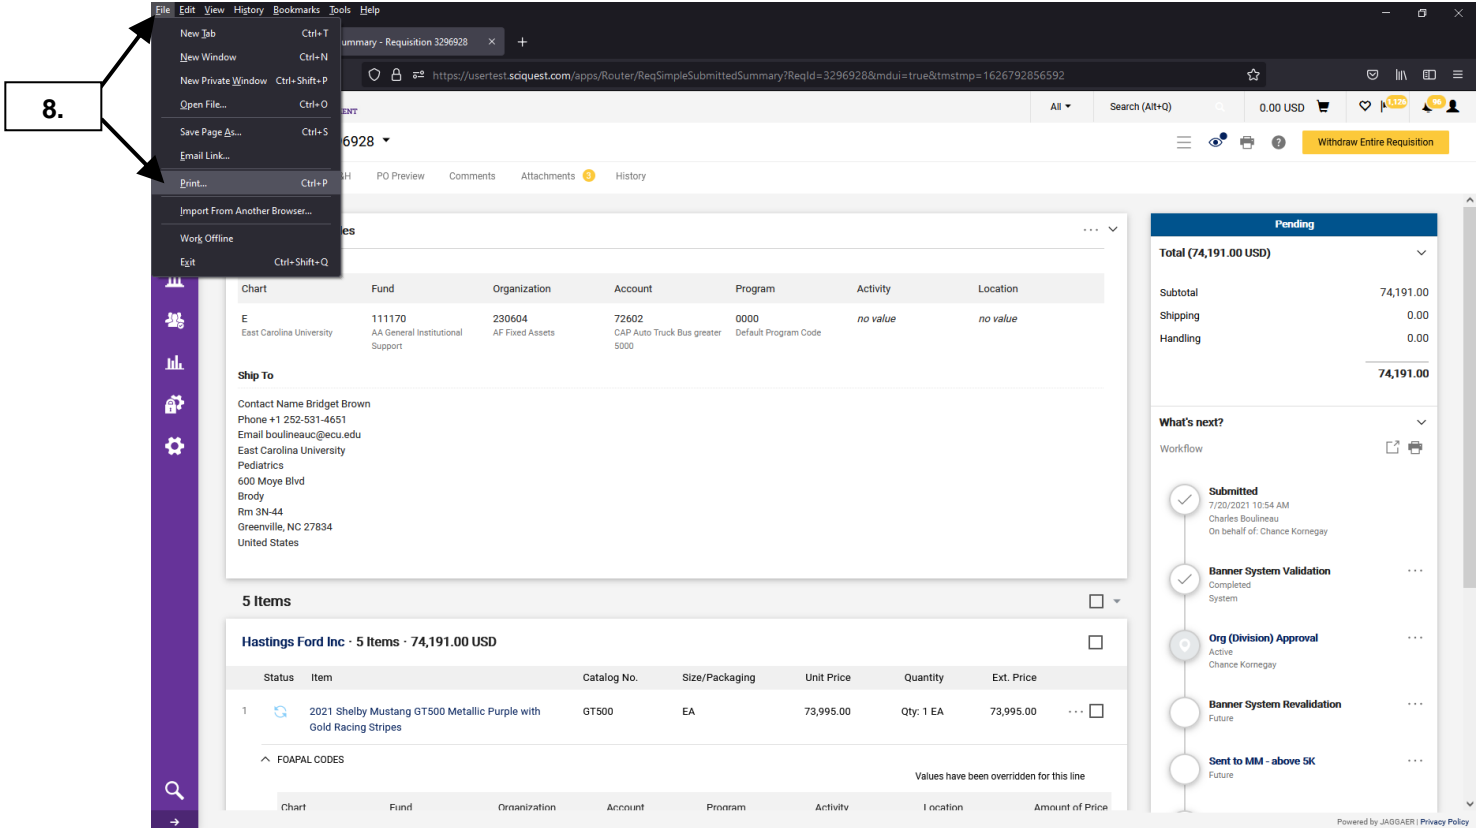 8.
File Edit View History Bookmarks Tools Help
New Tab Ctrl+T
New Window Ctrl+N
New Private Window Ctrl+Shift+P
Open File... Ctrl+O
Save Page As... Ctrl+S
Email Link...
Print... Ctrl+P
Import From Another Browser...
Work Offline
Exit Ctrl+Shift+Q
ummary - Requisition 3296928
https://usertest.sciquest.com/apps/Router/ReqSimpleSubmittedSummary?ReqId=3296928&mdui=true&tmstmp=1626792856592
ENT
All Search (Alt+Q) 0.00 USD 1,126 96
96928
Withdraw Entire Requisition
&H PO Preview Comments Attachments 3 History
des
Chart Fund Organization Account Program Activity Location
E 111170 230604 72602 0000 no value no value
East Carolina University AA General Institutional AF Fixed Assets CAP Auto Truck Bus greater Default Program Code
Support 5000
Ship To
Contact Name Bridget Brown
Phone +1 252-531-4651
Email boulineauc@ecu.edu
East Carolina University
Pediatrics
600 Moye Blvd
Brody
Rm 3N-44
Greenville, NC 27834
United States
5 Items
Hastings Ford Inc · 5 Items · 74,191.00 USD
Status Item Catalog No. Size/Packaging Unit Price Quantity Ext. Price
1 2021 Shelby Mustang GT500 Metallic Purple with GT500 EA 73,995.00 Qty: 1 EA 73,995.00
Gold Racing Stripes
FOAPAL CODES
Values have been overridden for this line
Chart Fund Organization Account Program Activity Location Amount of Price
Pending
Total (74,191.00 USD)
Subtotal 74,191.00
Shipping 0.00
Handling 0.00
74,191.00
What's next?
Workflow
Submitted
7/20/2021 10:54 AM
Charles Boulineau
On behalf of: Chance Kornegay
Banner System Validation
Completed
System
Org (Division) Approval
Active
Chance Kornegay
Banner System Revalidation
Future
Sent to MM - above 5K
Future
Powered by JAGGAER | Privacy Policy